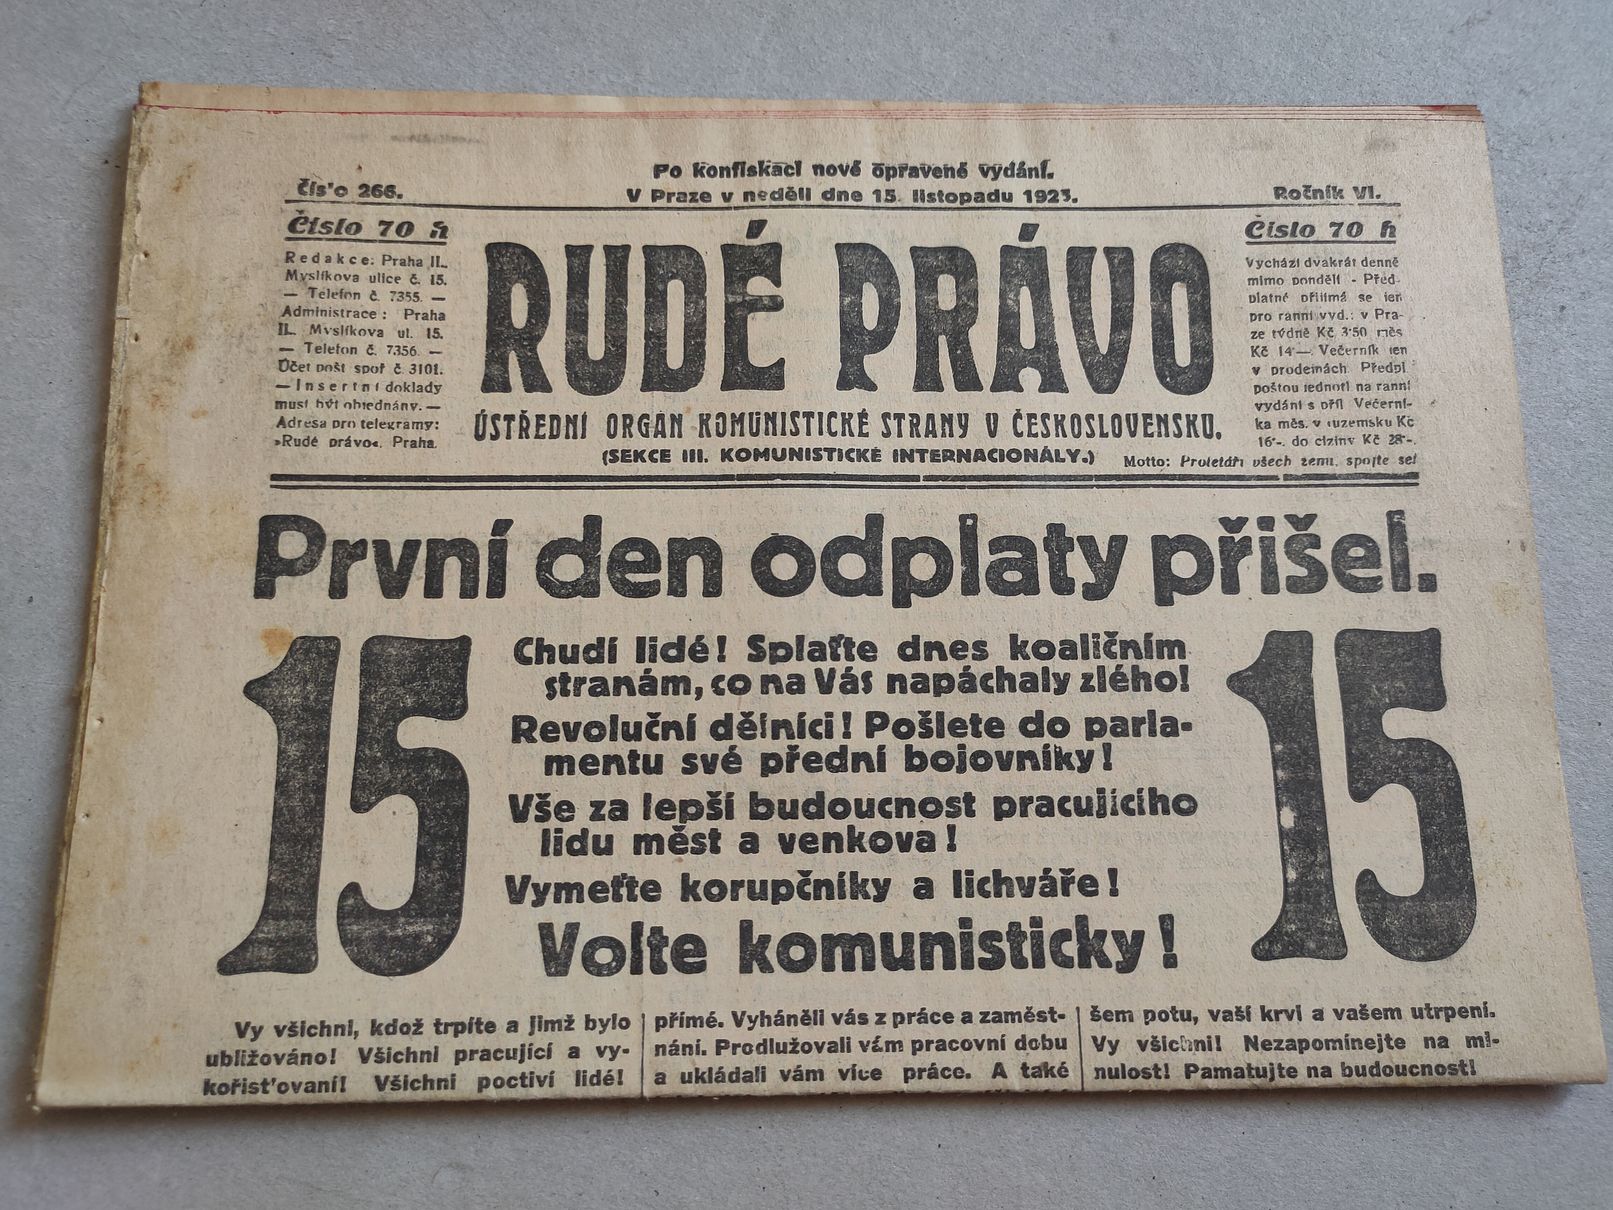 Po konfiskaci nové opravené vydání.
Čís'o 266.
V Praze v neděli dne 15. listopadu 1925.
Ročník VI.
Číslo 70 h
Redakce: Praha II.,
Myslíkova ulice č. 15.
— Telefon č. 7355. —
Administrace: Praha
II., Myslíkova ul. 15.
— Telefon č. 7356. —
Účet pošt spoř č. 3101.
— Insertní doklady
musí být objednány. —
Adresa pro telegramy:
»Rudé právo«, Praha.
RUDÉ PRÁVO
ÚSTŘEDNÍ ORGAN KOMUNISTICKÉ STRANY V ČESKOSLOVENSKU.
(SEKCE III. KOMUNISTICKÉ INTERNACIONÁLY.)
Číslo 70 h
Vychází dvakrát denně
mimo pondělí - Před-
platné přijímá se jen
pro ranní vyd.: v Pra-
ze týdně Kč 3·50 měs
Kč 14·—. Večerník jen
v prodejnách Předpl
poštou jednotl na ranní
vydání s příl Večerní-
ka měs. v tuzemsku Kč
16·-. do ciziny Kč 28·-.
Motto: Proletáři všech zemí, spojte se!
První den odplaty přišel.
15
Chudí lidé! Splaťte dnes koaličním
stranám, co na Vás napáchaly zlého!
Revoluční dělníci! Pošlete do parla-
mentu své přední bojovníky!
Vše za lepší budoucnost pracujícího
lidu měst a venkova!
Vymeťte korupčníky a lichváře!
Volte komunisticky!
15
Vy všichni, kdož trpíte a jimž bylo
ubližováno! Všichni pracující a vy-
kořisťovaní! Všichni poctiví lidé!
přímé. Vyháněli vás z práce a zaměst-
nání. Prodlužovali vám pracovní dobu
a ukládali vám více práce. A také
šem potu, vaší krvi a vašem utrpení.
Vy všichni! Nezapomínejte na mi-
nulost! Pamatujte na budoucnost!